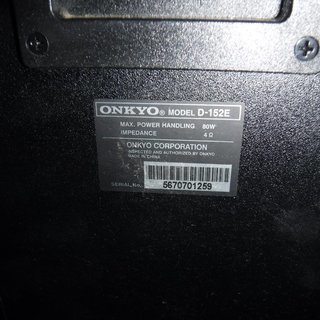 ONKYO® MODEL D-152E
MAX. POWER HANDLING 80W
IMPEDANCE 4 Ω
ONKYO CORPORATION
INSPECTED AND AUTHORIZED BY ONKYO
MADE IN CHINA
SERIAL No. 5670701259